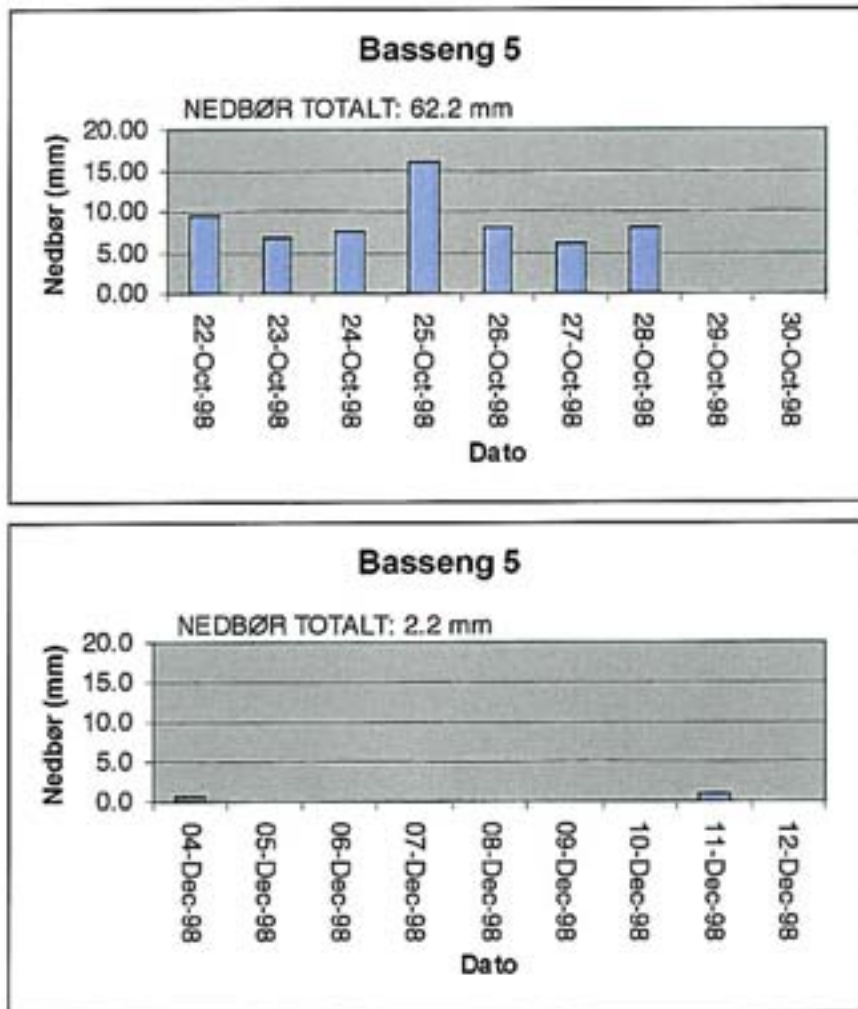 Basseng 5
NEDBØR TOTALT: 62.2 mm
Nedbør (mm)
20.00
15.00
10.00
5.00
0.00
22-Oct-98
23-Oct-98
24-Oct-98
25-Oct-98
26-Oct-98
27-Oct-98
28-Oct-98
29-Oct-98
30-Oct-98
Dato
Basseng 5
NEDBØR TOTALT: 2.2 mm
Nedbør (mm)
20.0
15.0
10.0
5.0
0.0
04-Dec-98
05-Dec-98
06-Dec-98
07-Dec-98
08-Dec-98
09-Dec-98
10-Dec-98
11-Dec-98
12-Dec-98
Dato